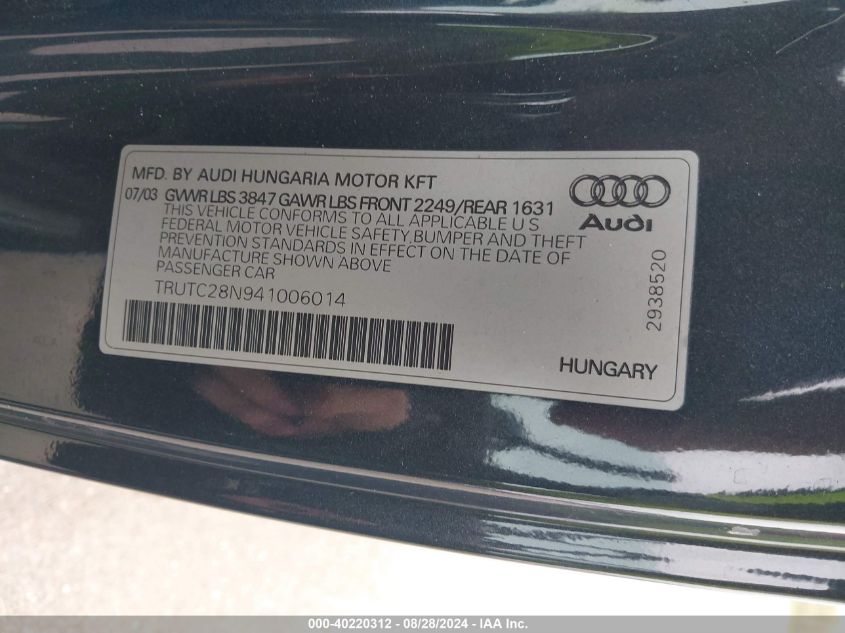 MFD. BY AUDI HUNGARIA MOTOR KFT
07/03 GVWR LBS 3847 GAWR LBS FRONT 2249/REAR 1631
THIS VEHICLE CONFORMS TO ALL APPLICABLE U S
FEDERAL MOTOR VEHICLE SAFETY, BUMPER AND THEFT
PREVENTION STANDARDS IN EFFECT ON THE DATE OF
MANUFACTURE SHOWN ABOVE
PASSENGER CAR
TRUTC28N941006014
Audi
2938520
HUNGARY
000-40220312 - 08/28/2024 - IAA Inc.